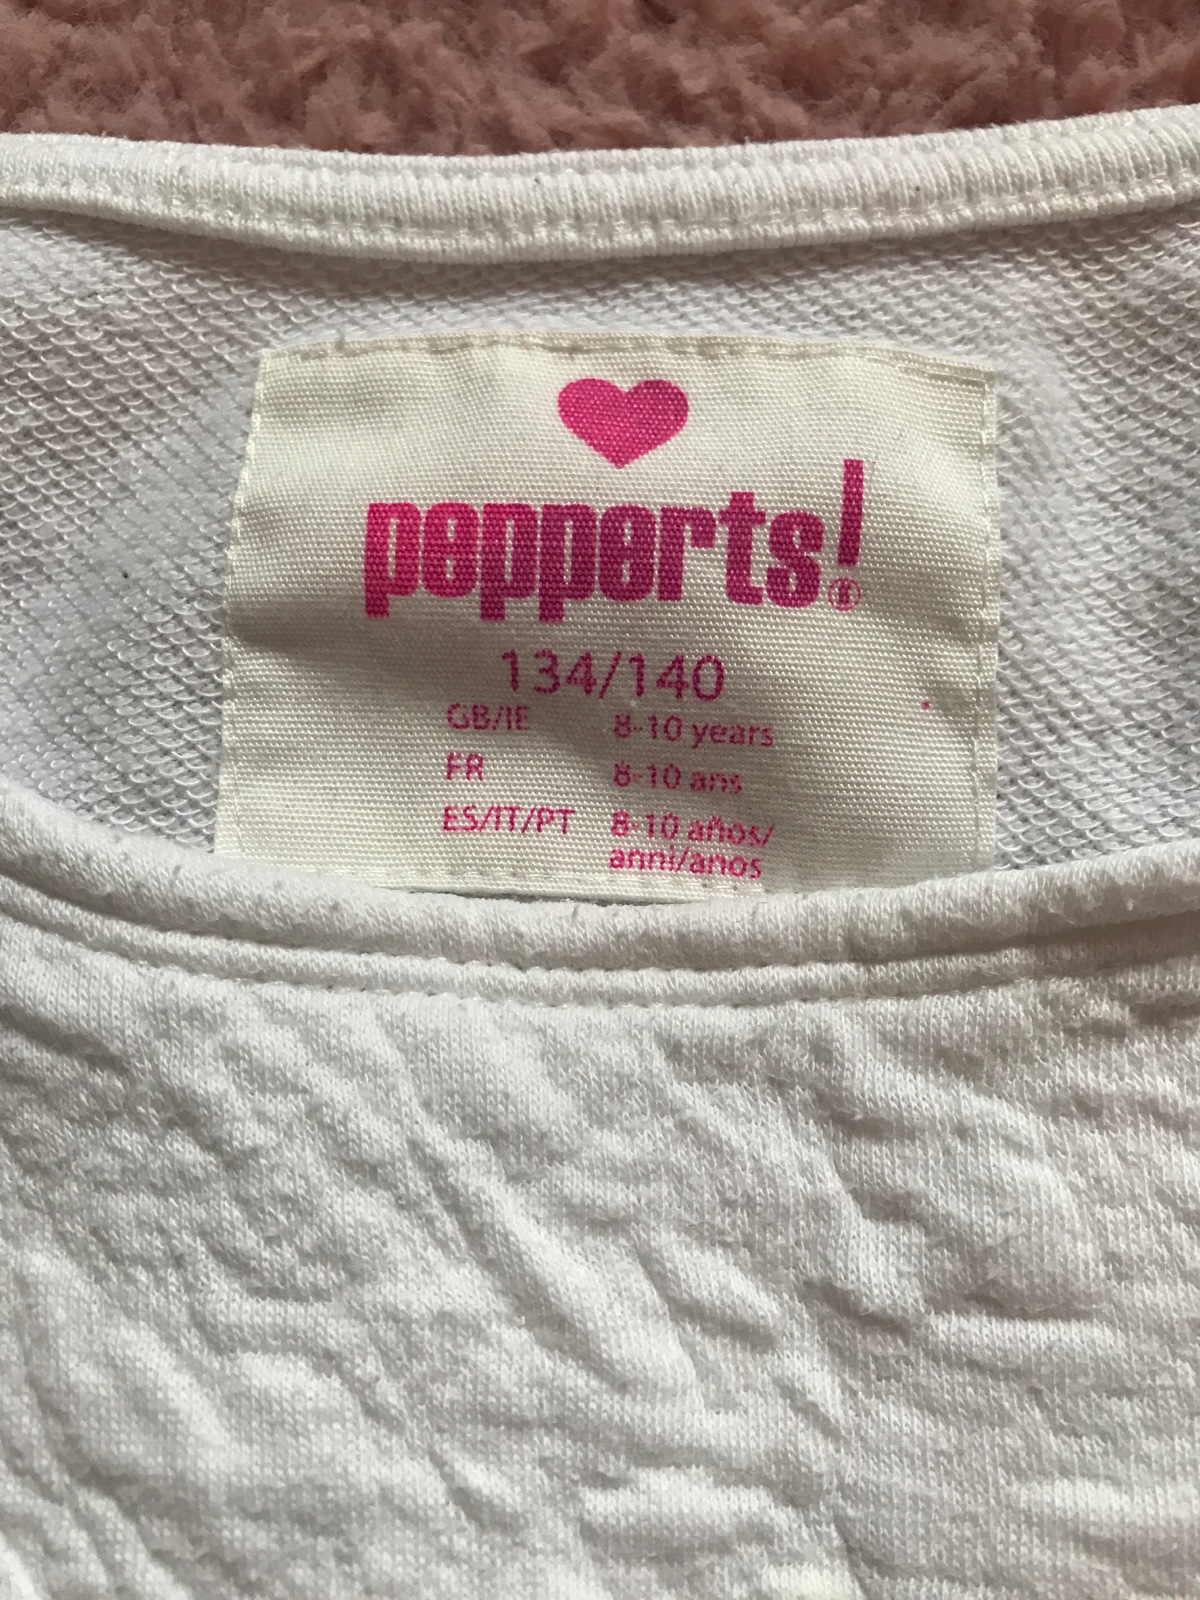 pepperts!®
134/140
GB/IE 8-10 years
FR 8-10 ans
ES/IT/PT 8-10 años/
anni/anos